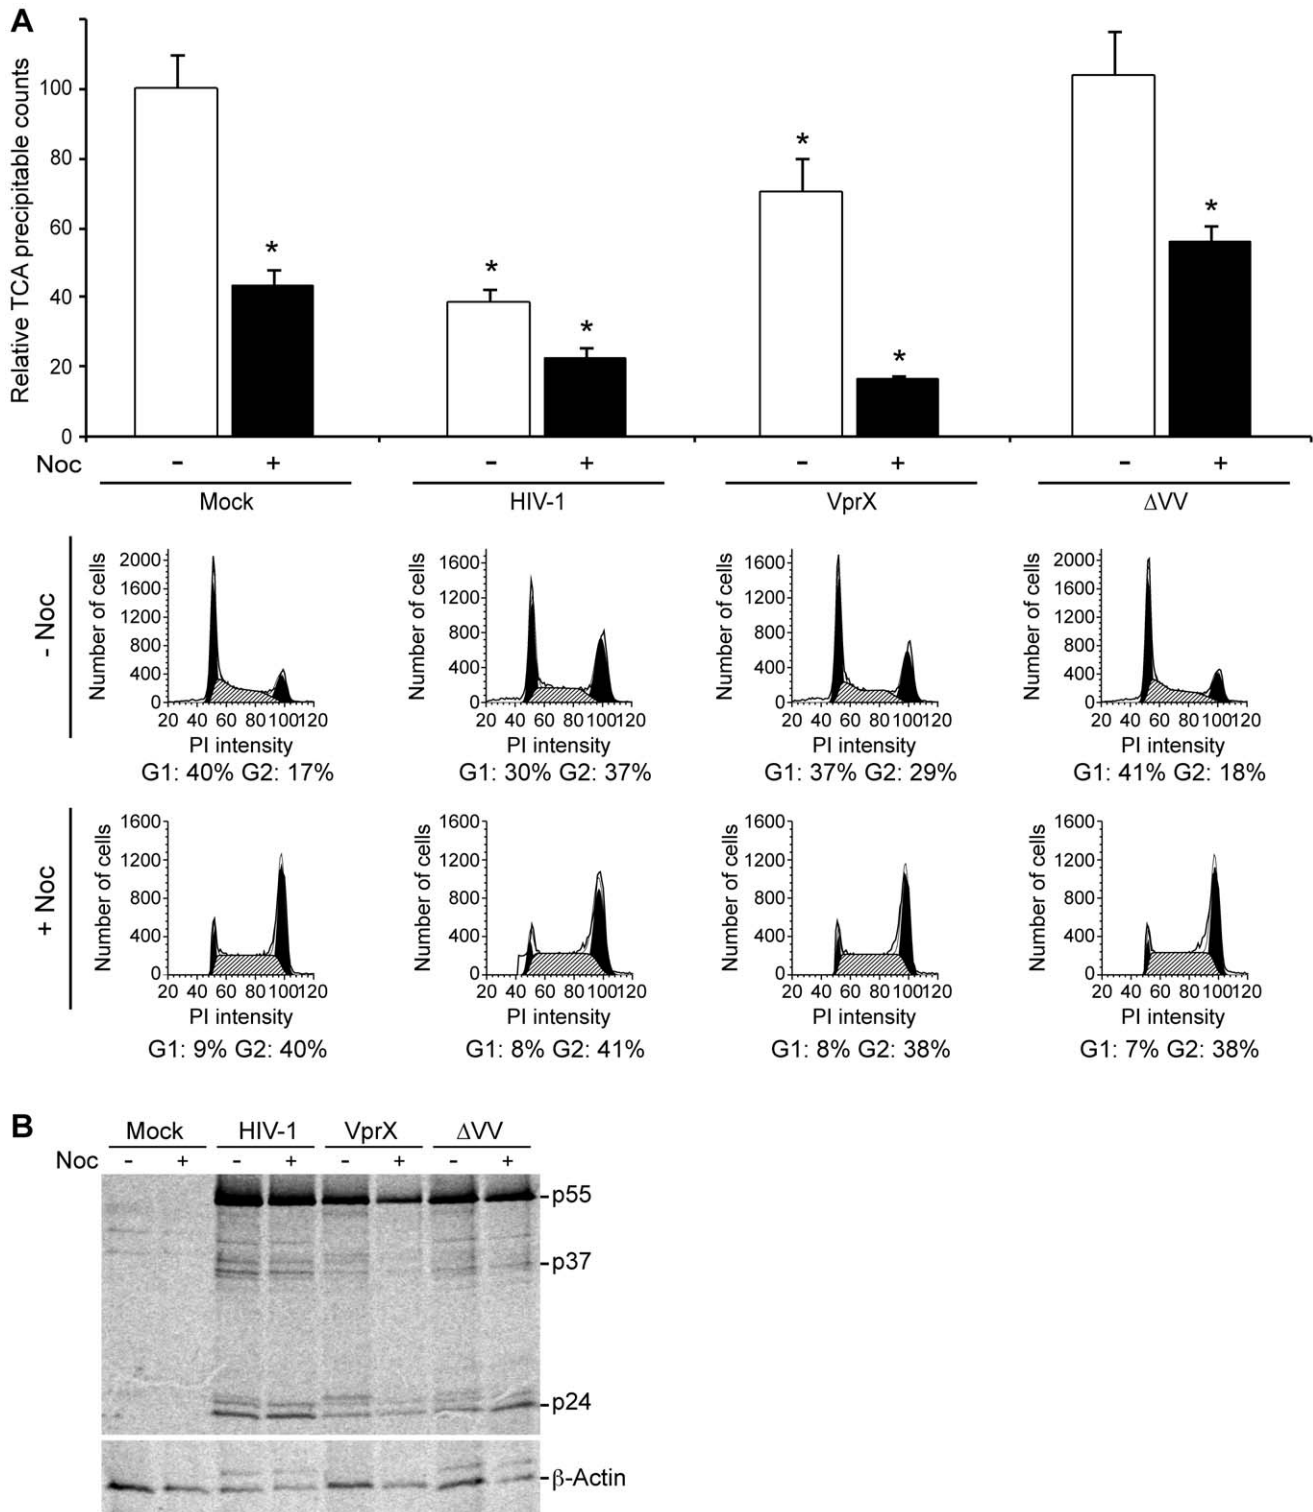 A
Relative TCA precipitable counts
100
80
60
40
20
0
* * * * * *
Noc - + - + - + - +
Mock HIV-1 VprX ΔVV
- Noc
Number of cells
2000
1600
1200
800
400
0
20 40 60 80 100 120
PI intensity
G1: 40% G2: 17%
Number of cells
1600
1200
800
400
0
20 40 60 80 100 120
PI intensity
G1: 30% G2: 37%
Number of cells
1600
1200
800
400
0
20 40 60 80 100 120
PI intensity
G1: 37% G2: 29%
Number of cells
2000
1600
1200
800
400
0
20 40 60 80 100 120
PI intensity
G1: 41% G2: 18%
+ Noc
Number of cells
1600
1200
800
400
0
20 40 60 80 100 120
PI intensity
G1: 9% G2: 40%
Number of cells
1600
1200
800
400
0
20 40 60 80 100 120
PI intensity
G1: 8% G2: 41%
Number of cells
1600
1200
800
400
0
20 40 60 80 100 120
PI intensity
G1: 8% G2: 38%
Number of cells
1600
1200
800
400
0
20 40 60 80 100 120
PI intensity
G1: 7% G2: 38%
B
Mock HIV-1 VprX ΔVV
Noc - + - + - + - +
-p55
-p37
-p24
-β-Actin